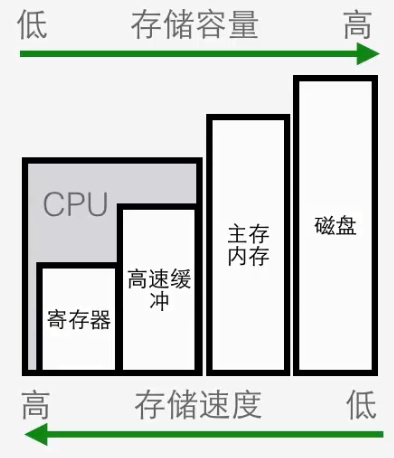 低 存储容量 高
CPU
寄存器
高速缓
冲
主存
内存
磁盘
高 存储速度 低